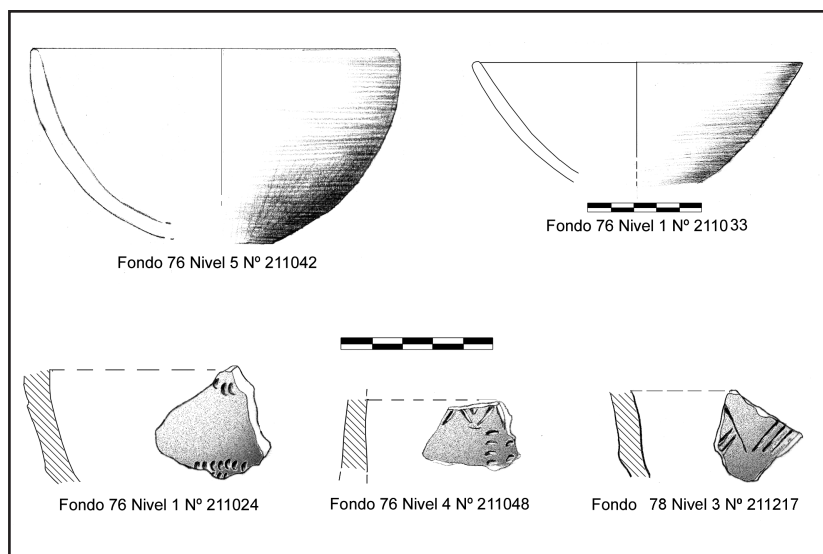 Fondo 76 Nivel 5 Nº 211042
Fondo 76 Nivel 1 Nº 211033
Fondo 76 Nivel 1 Nº 211024
Fondo 76 Nivel 4 Nº 211048
Fondo 78 Nivel 3 Nº 211217